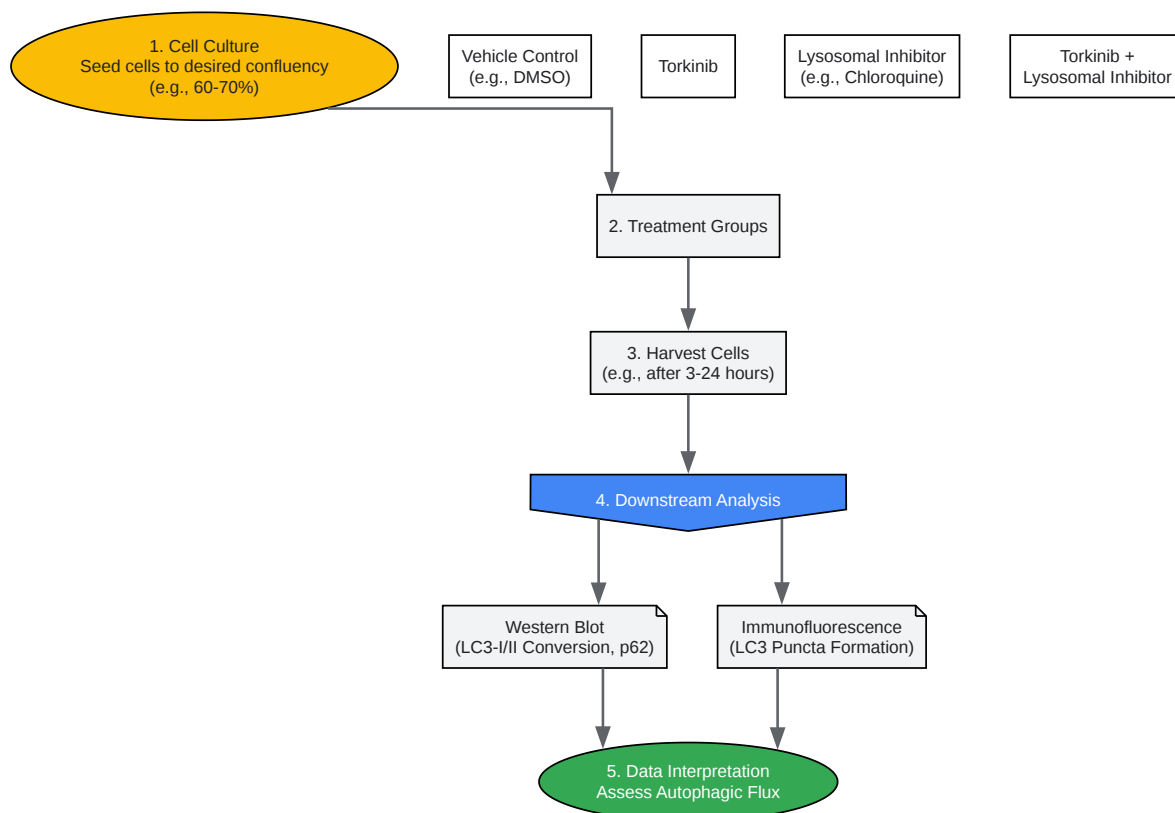 1. Cell Culture
Seed cells to desired confluency
(e.g., 60-70%)
Vehicle Control
(e.g., DMSO)
Torkinib
Lysosomal Inhibitor
(e.g., Chloroquine)
Torkinib +
Lysosomal Inhibitor
2. Treatment Groups
3. Harvest Cells
(e.g., after 3-24 hours)
4. Downstream Analysis
Western Blot
(LC3-I/II Conversion, p62)
Immunofluorescence
(LC3 Puncta Formation)
5. Data Interpretation
Assess Autophagic Flux